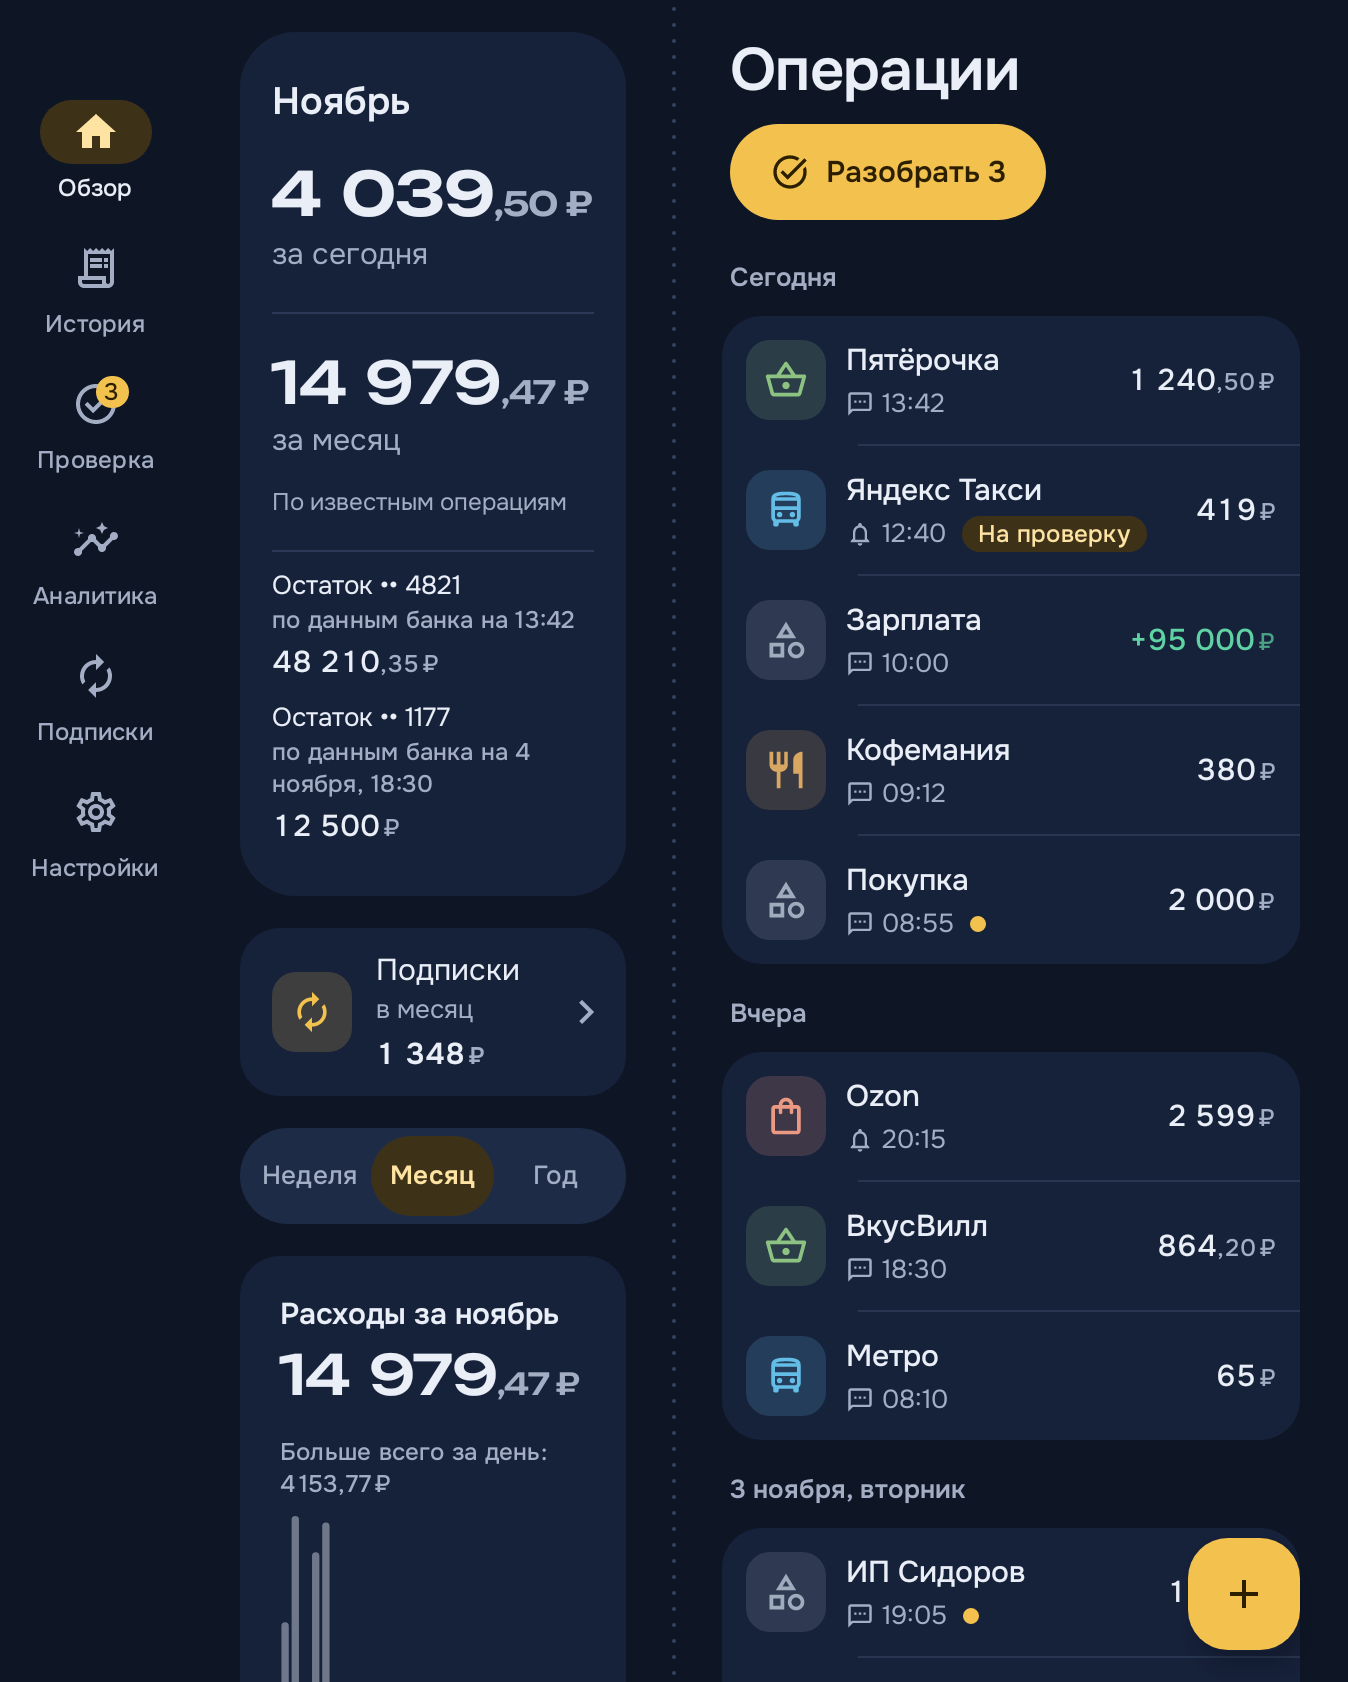 Обзор
История
3
Проверка
Аналитика
Подписки
Настройки
Ноябрь
4 039,50 ₽
за сегодня
14 979,47 ₽
за месяц
По известным операциям
Остаток •• 4821
по данным банка на 13:42
48 210,35 ₽
Остаток •• 1177
по данным банка на 4
ноября, 18:30
12 500 ₽
Подписки
в месяц
1 348 ₽
Неделя Месяц Год
Расходы за ноябрь
14 979,47 ₽
Больше всего за день:
4 153,77 ₽
Операции
Разобрать 3
Сегодня
Пятёрочка
13:42
1 240,50 ₽
Яндекс Такси
12:40 На проверку
419 ₽
Зарплата
10:00
+95 000 ₽
Кофемания
09:12
380 ₽
Покупка
08:55
2 000 ₽
Вчера
Ozon
20:15
2 599 ₽
ВкусВилл
18:30
864,20 ₽
Метро
08:10
65 ₽
3 ноября, вторник
ИП Сидоров
19:05
1